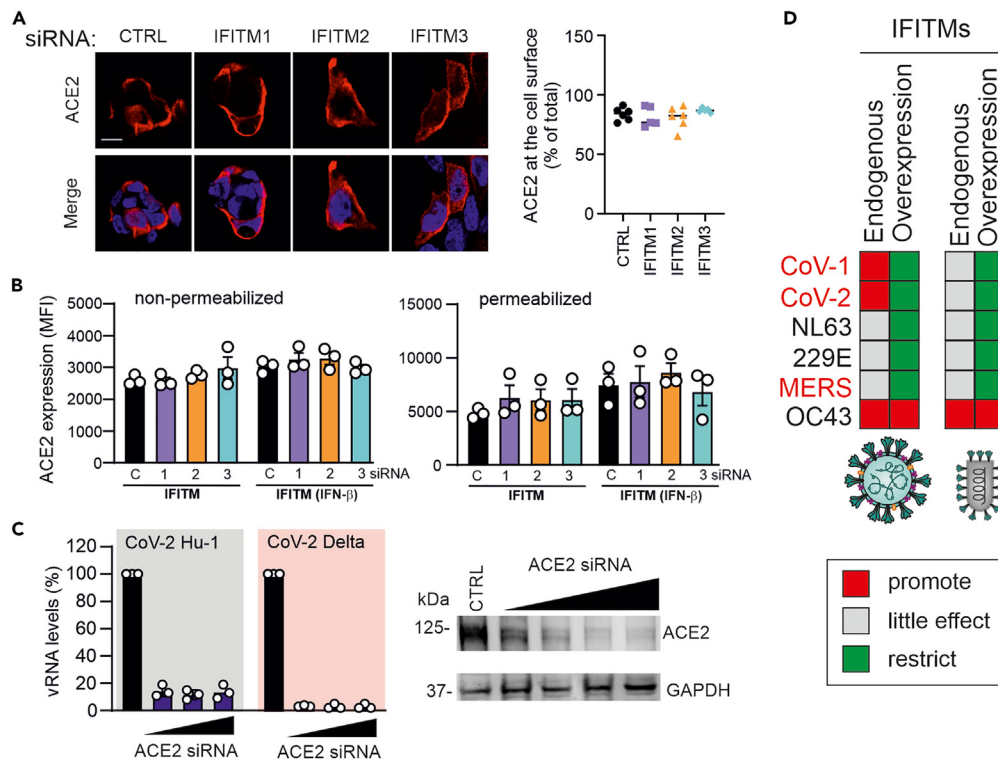 A
siRNA: CTRL IFITM1 IFITM2 IFITM3
ACE2
Merge
ACE2 at the cell surface
(% of total)
150
100
50
0
CTRL
IFITM1
IFITM2
IFITM3
B
ACE2 expression (MFI)
non-permeabilized
5000
4000
3000
2000
1000
0
C 1 2 3 C 1 2 3 siRNA
IFITM IFITM (IFN-β)
permeabilized
15000
10000
5000
0
C 1 2 3 C 1 2 3 siRNA
IFITM IFITM (IFN-β)
C
vRNA levels (%)
120
100
80
60
40
20
0
CoV-2 Hu-1 CoV-2 Delta
ACE2 siRNA ACE2 siRNA
kDa
CTRL
ACE2 siRNA
125- ACE2
37- GAPDH
D
IFITMs
Endogenous
Overexpression
Endogenous
Overexpression
CoV-1
CoV-2
NL63
229E
MERS
OC43
promote
little effect
restrict